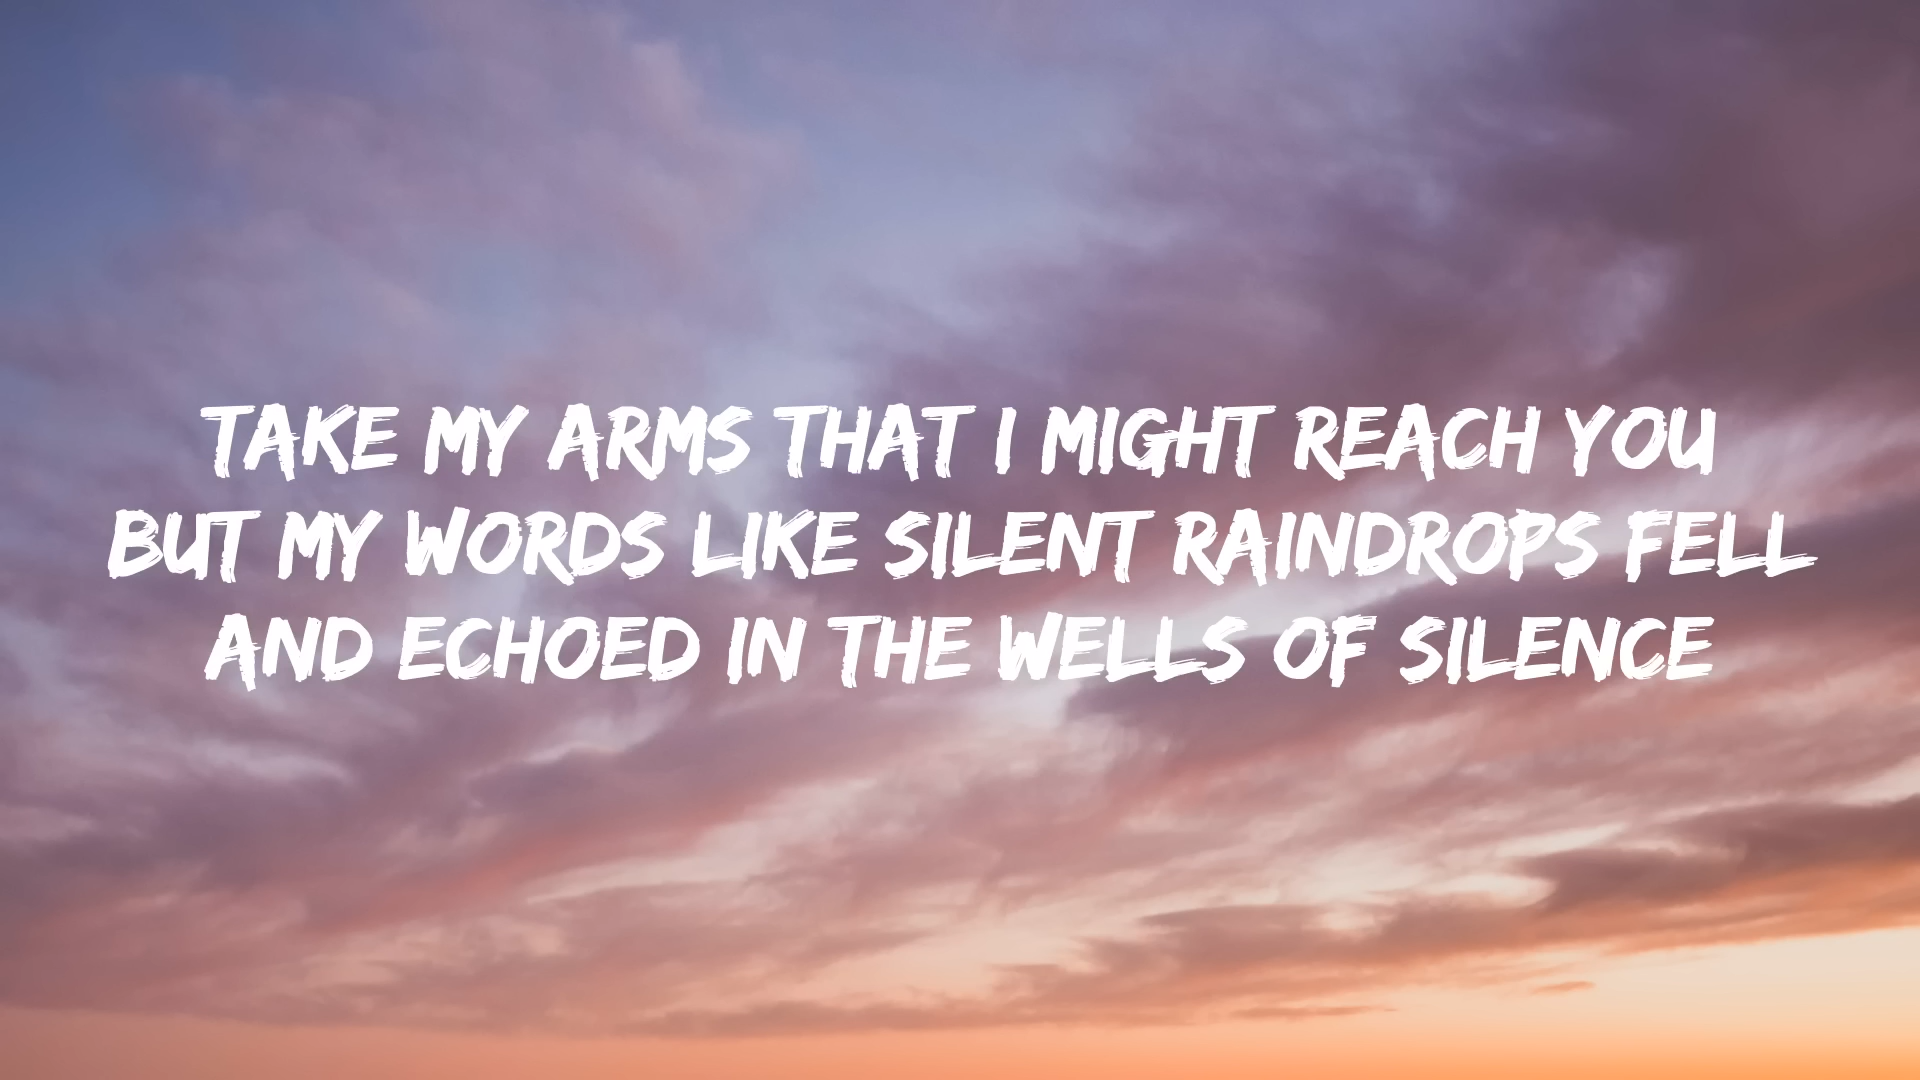 TAKE MY ARMS THAT I MIGHT REACH YOU
BUT MY WORDS LIKE SILENT RAINDROPS FELL
AND ECHOED IN THE WELLS OF SILENCE